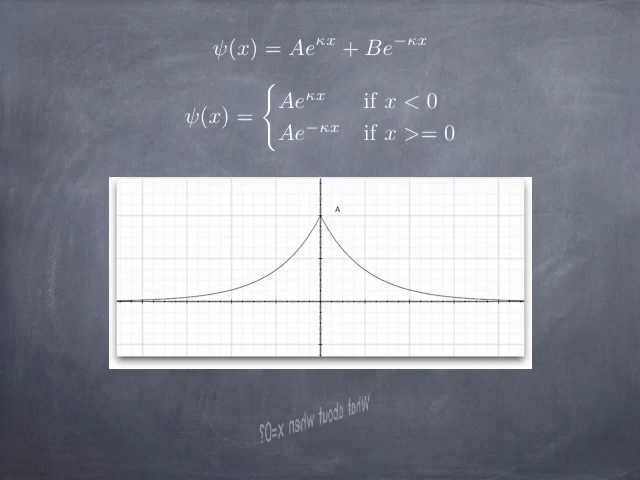 ψ(x) = Ae^{κx} + Be^{−κx}
ψ(x) = { Ae^{κx} if x < 0
Ae^{−κx} if x >= 0
A
What about when x=0?